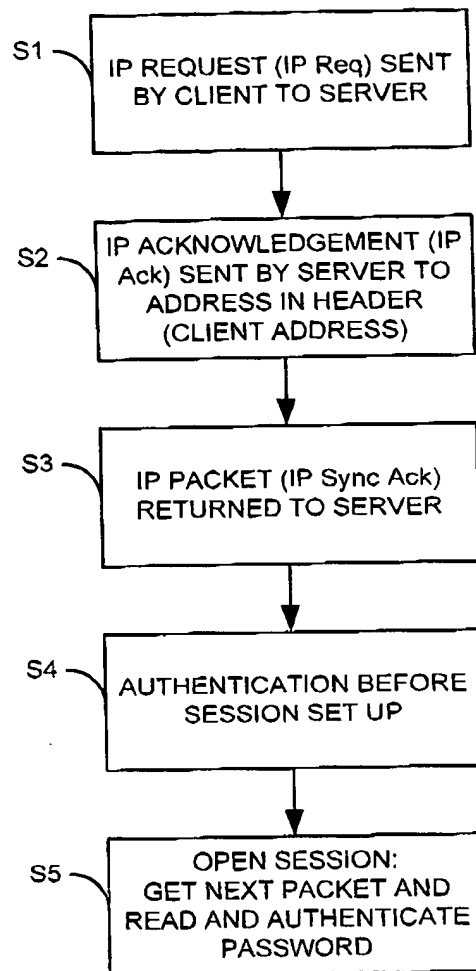 S1
IP REQUEST (IP Req) SENT
BY CLIENT TO SERVER
S2
IP ACKNOWLEDGEMENT (IP
Ack) SENT BY SERVER TO
ADDRESS IN HEADER
(CLIENT ADDRESS)
S3
IP PACKET (IP Sync Ack)
RETURNED TO SERVER
S4
AUTHENTICATION BEFORE
SESSION SET UP
S5
OPEN SESSION:
GET NEXT PACKET AND
READ AND AUTHENTICATE
PASSWORD